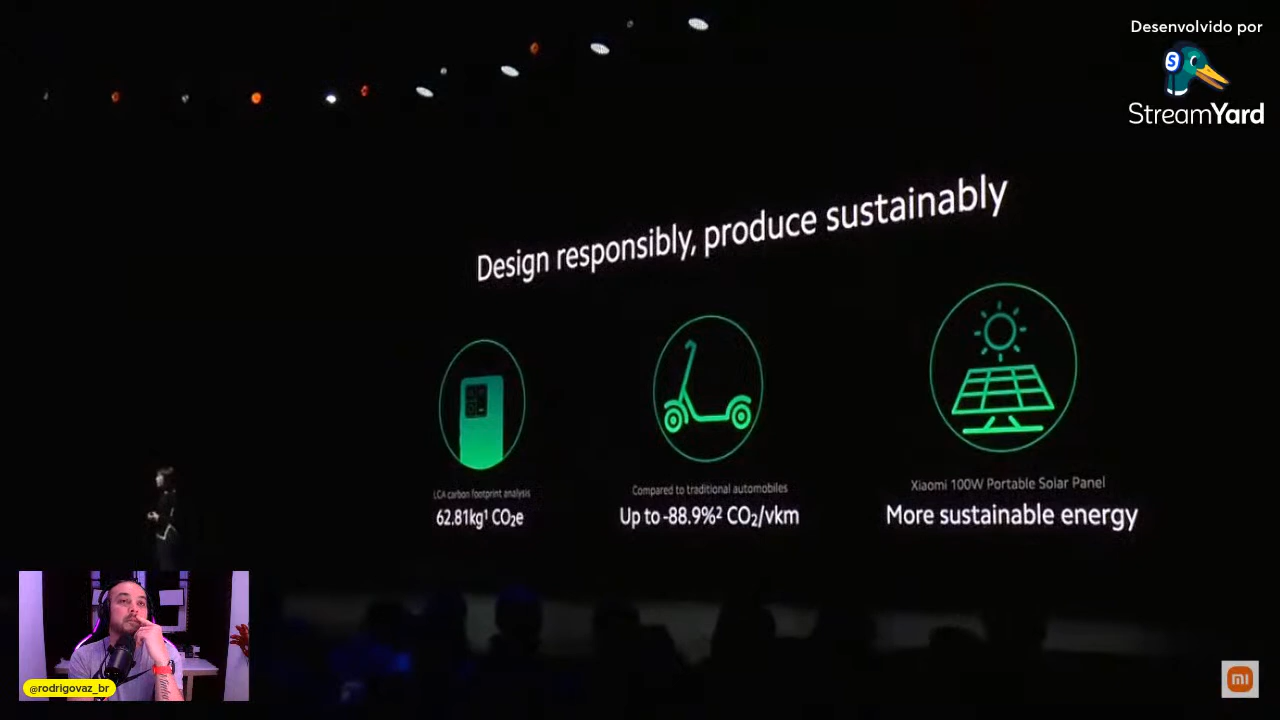 Desenvolvido por
S
StreamYard
Design responsibly, produce sustainably
LCA carbon footprint analysis
62.81kg¹ CO₂e
Compared to traditional automobiles
Up to -88.9%² CO₂/vkm
Xiaomi 100W Portable Solar Panel
More sustainable energy
@rodrigovaz_br
mi